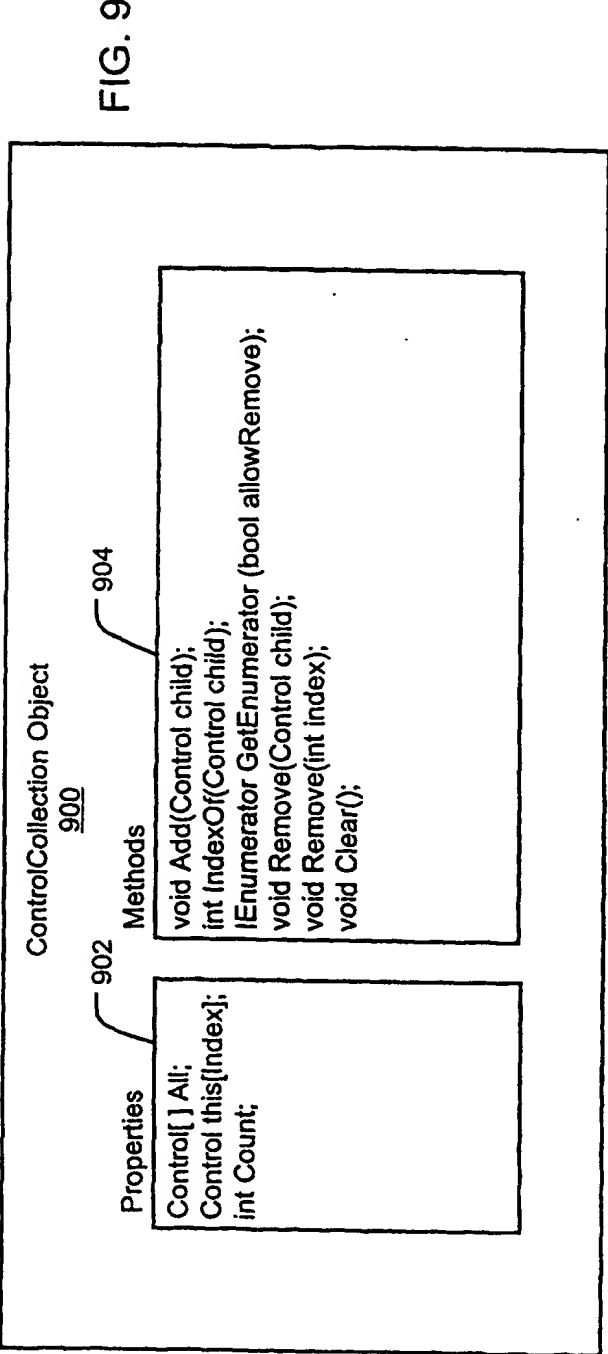 FIG. 9
ControlCollection Object
900
Properties
902
Control[ ] All;
Control this[Index];
int Count;
Methods
904
void Add(Control child);
int IndexOf(Control child);
IEnumerator GetEnumerator (bool allowRemove);
void Remove(Control child);
void Remove(int index);
void Clear();